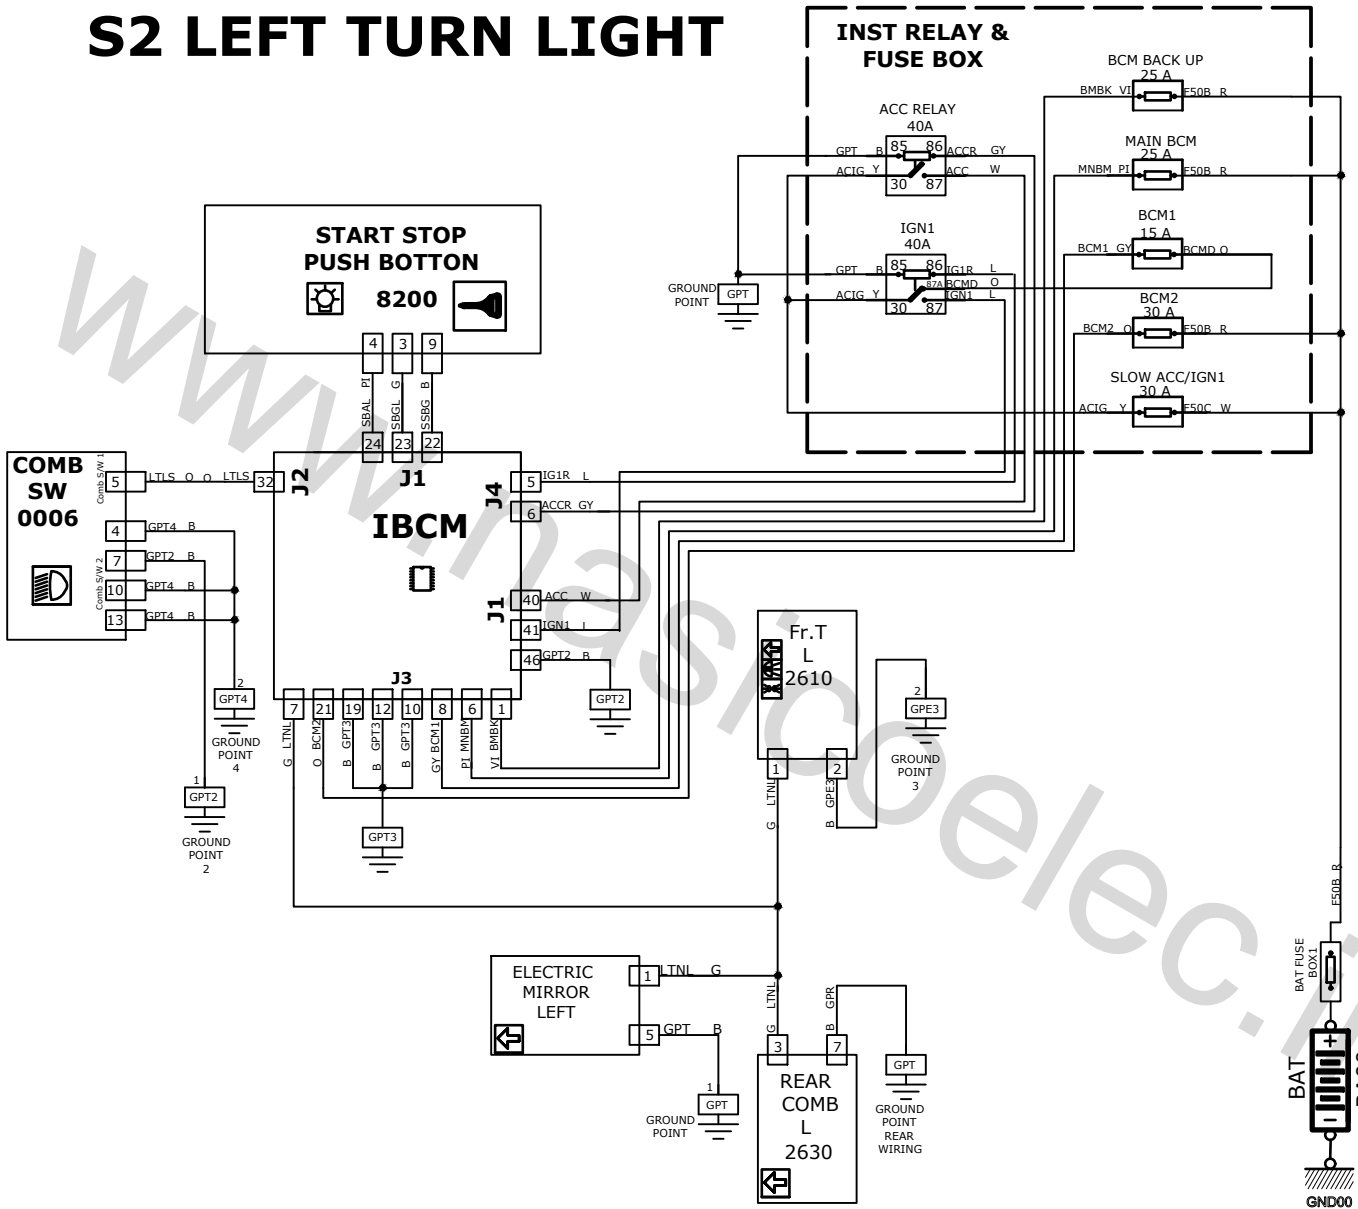 S2 LEFT TURN LIGHT
INST RELAY &
FUSE BOX
ACC RELAY
40A
85 86
30 87
GPT B
ACIG Y
ACCR GY
ACC W
IGN1
40A
85 86
87A
30 87
GPT B
ACIG Y
IG1R L
BCMD O
IGN1 L
BCM BACK UP
25 A
BMBK VI
F50B R
MAIN BCM
25 A
MNBM PI
F50B R
BCM1
15 A
BCM1 GY
BCMD O
BCM2
30 A
BCM2 O
F50B R
SLOW ACC/IGN1
30 A
ACIG Y
F50C W
GROUND
POINT
GPT
START STOP
PUSH BOTTON
8200
4 3 9
SBAL PI
SBGL G
SSBG B
24 23 22
J1
COMB
SW
0006
Comb S/W 1
Comb S/W 2
5
4
7
10
13
LTLS O O LTLS
GPT4 B
GPT2 B
GPT4 B
GPT4 B
32
J2
IBCM
J4
5
IG1R L
6
ACCR GY
J1
40
ACC W
41
IGN1 L
46
GPT2 B
GPT2
J3
7 21 19 12 10 8 6 1
G LTNL
O BCM2
B GPT3
B GPT3
B GPT3
GY BCM1
PI MNBM
VI BMBK
2
GPT4
GROUND
POINT
4
1
GPT2
GROUND
POINT
2
GPT3
Fr.T
L
2610
1 2
G LTNL
B GPE3
2
GPE3
GROUND
POINT
3
ELECTRIC
MIRROR
LEFT
1
LTNL G
5
GPT B
1
GPT
GROUND
POINT
G LTNL
B GPR
3 7
REAR
COMB
L
2630
GPT
GROUND
POINT
REAR
WIRING
F50B R
BAT FUSE
BOX1
BAT
+
−
GND00
www.nasicoelec.i